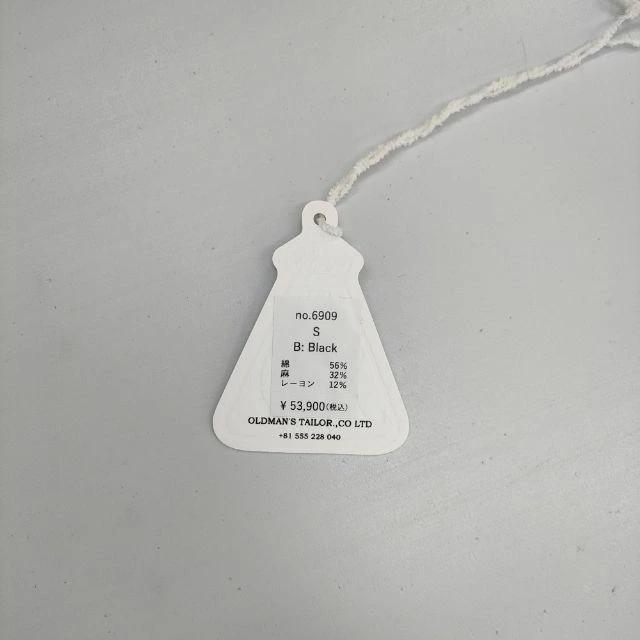 no.6909
S
B: Black
綿 56%
麻 32%
レーヨン 12%
¥ 53,900(税込)
OLDMAN'S TAILOR.,CO LTD
+81 555 228 040